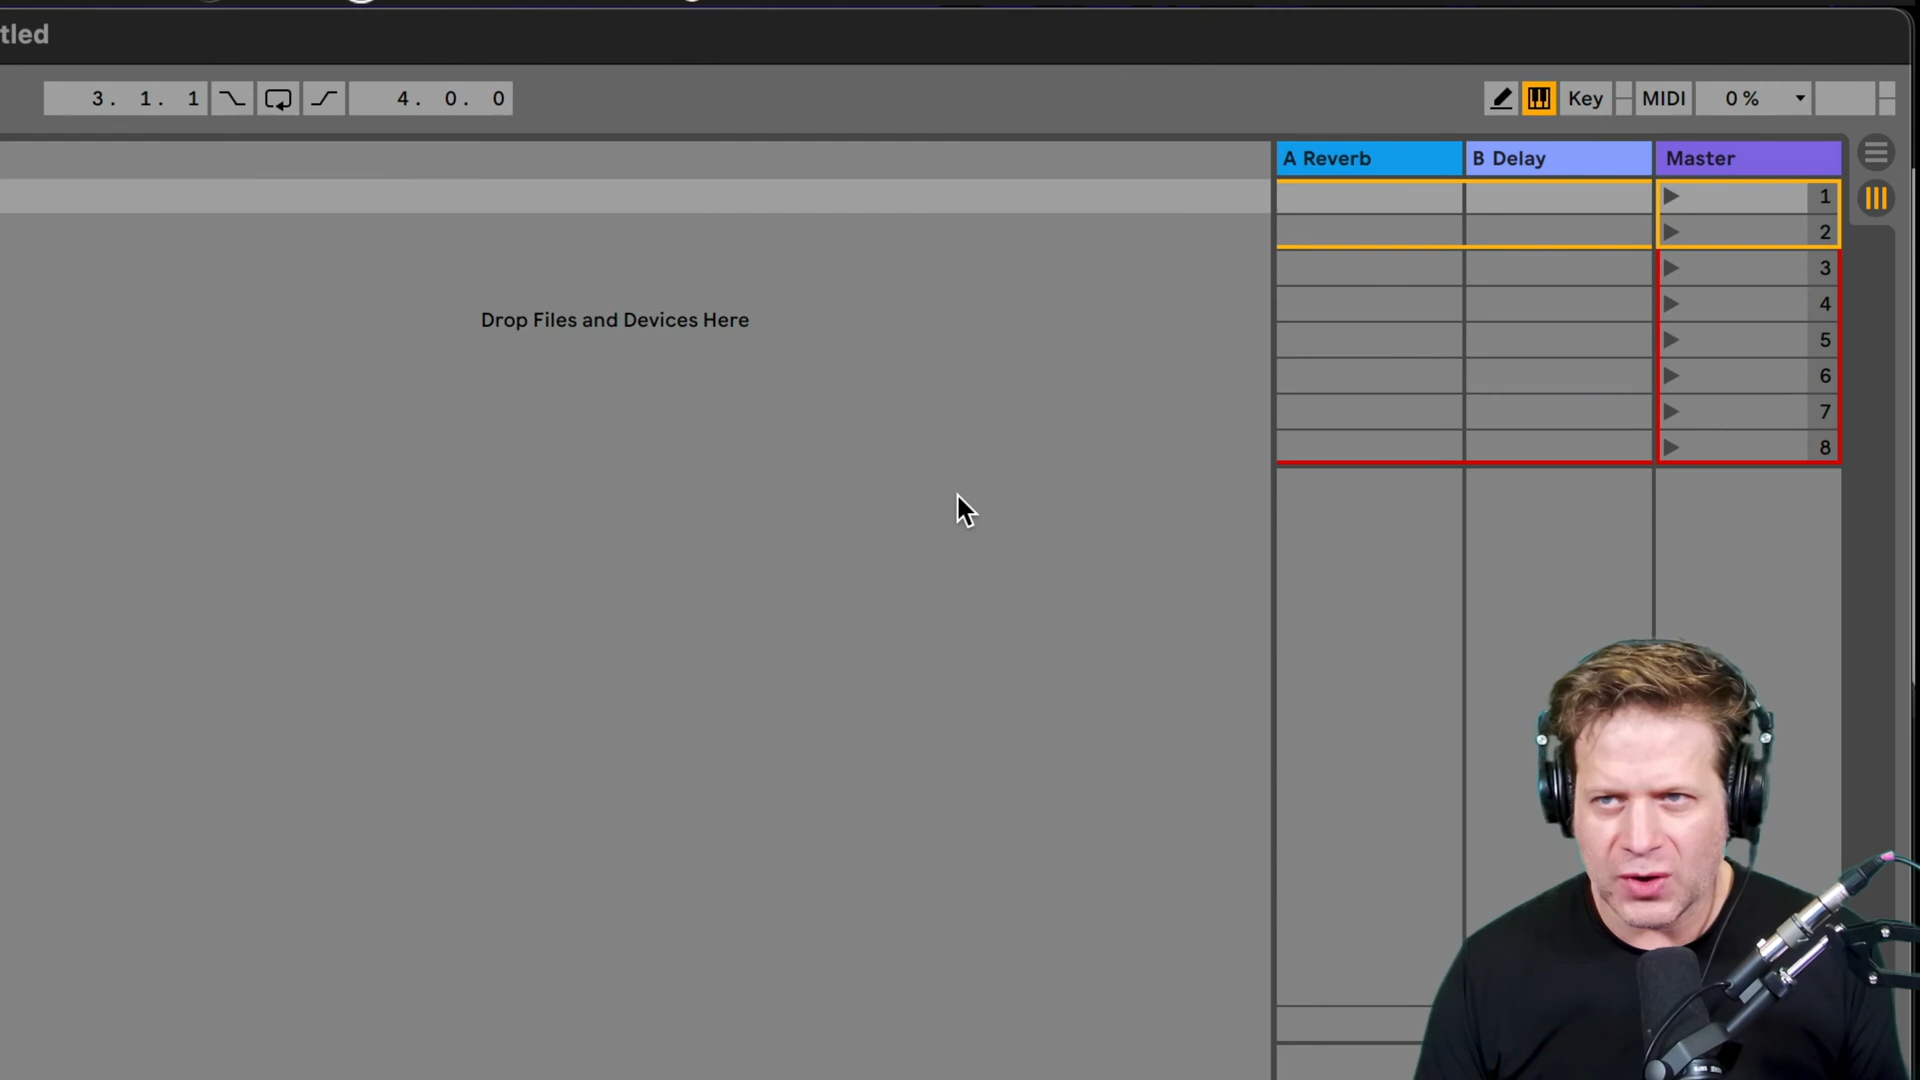 tled
3. 1. 1
4. 0. 0
Key
MIDI
0 %
A Reverb
B Delay
Master
1
2
3
4
5
6
7
8
Drop Files and Devices Here